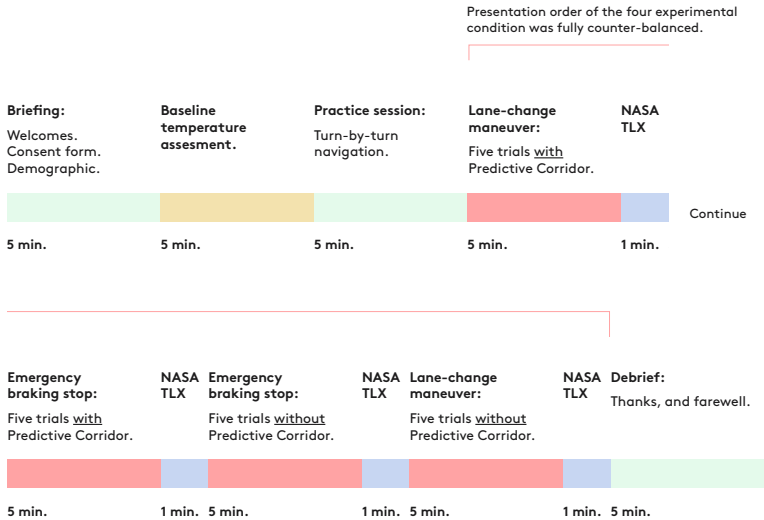 Presentation order of the four experimental
condition was fully counter-balanced.
Briefing:
Welcomes.
Consent form.
Demographic.
5 min.
Baseline
temperature
assesment.
5 min.
Practice session:
Turn-by-turn
navigation.
5 min.
Lane-change
maneuver:
Five trials with
Predictive Corridor.
5 min.
NASA
TLX
1 min.
Continue
Emergency
braking stop:
Five trials with
Predictive Corridor.
5 min.
NASA
TLX
1 min.
Emergency
braking stop:
Five trials without
Predictive Corridor.
5 min.
NASA
TLX
1 min.
Lane-change
maneuver:
Five trials without
Predictive Corridor.
5 min.
NASA
TLX
1 min.
Debrief:
Thanks, and farewell.
5 min.